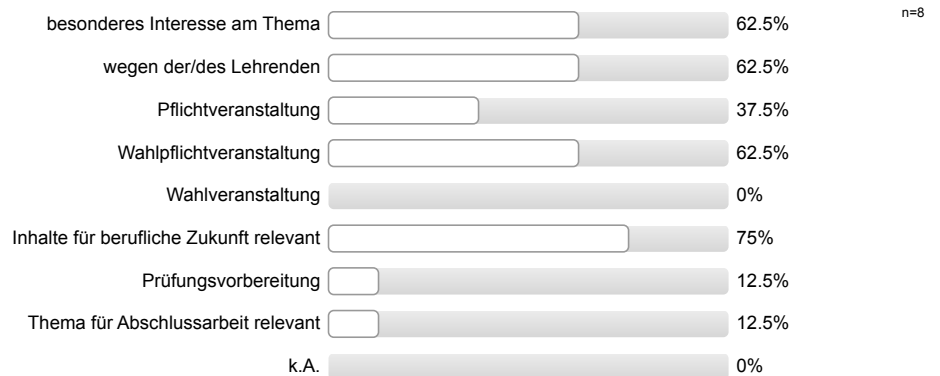 n=8
besonderes Interesse am Thema 62.5%
wegen der/des Lehrenden 62.5%
Pflichtveranstaltung 37.5%
Wahlpflichtveranstaltung 62.5%
Wahlveranstaltung 0%
Inhalte für berufliche Zukunft relevant 75%
Prüfungsvorbereitung 12.5%
Thema für Abschlussarbeit relevant 12.5%
k.A. 0%